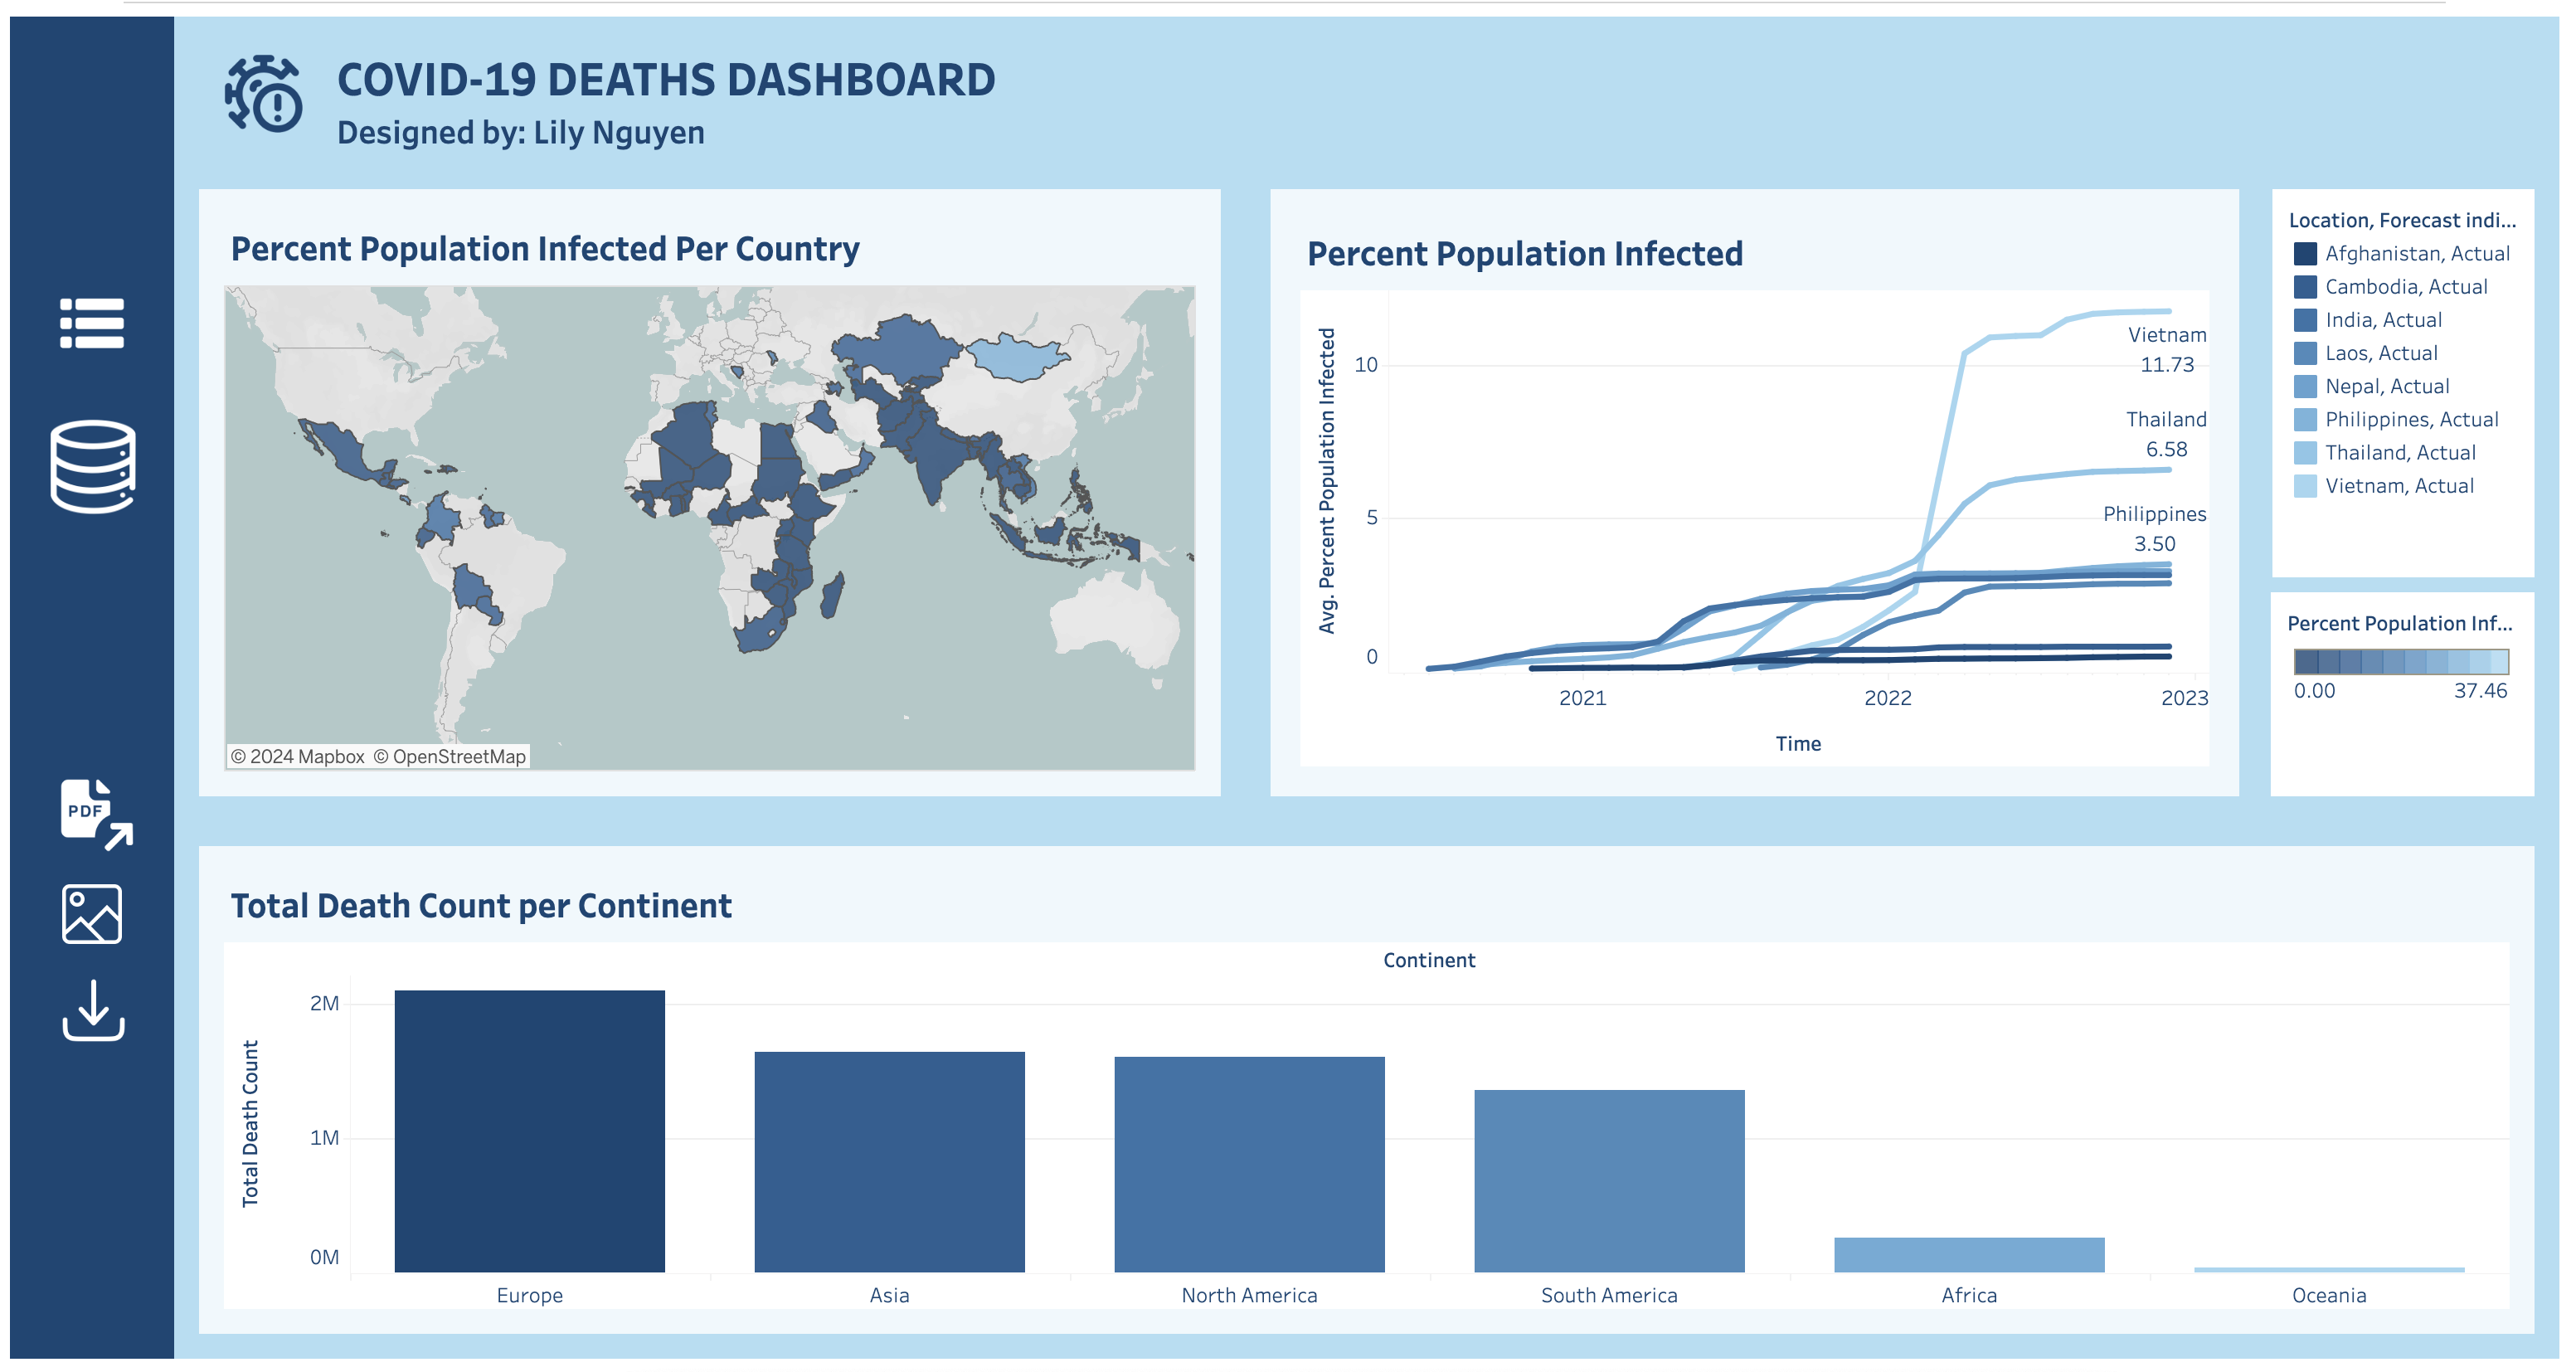 COVID-19 DEATHS DASHBOARD
Designed by: Lily Nguyen
Percent Population Infected Per Country
© 2024 Mapbox © OpenStreetMap
Percent Population Infected
Avg. Percent Population Infected
10
5
0
Vietnam
11.73
Thailand
6.58
Philippines
3.50
2021 2022 2023
Time
Location, Forecast indi...
Afghanistan, Actual
Cambodia, Actual
India, Actual
Laos, Actual
Nepal, Actual
Philippines, Actual
Thailand, Actual
Vietnam, Actual
Percent Population Inf...
0.00 37.46
PDF
Total Death Count per Continent
Continent
Total Death Count
2M
1M
0M
Europe Asia North America South America Africa Oceania